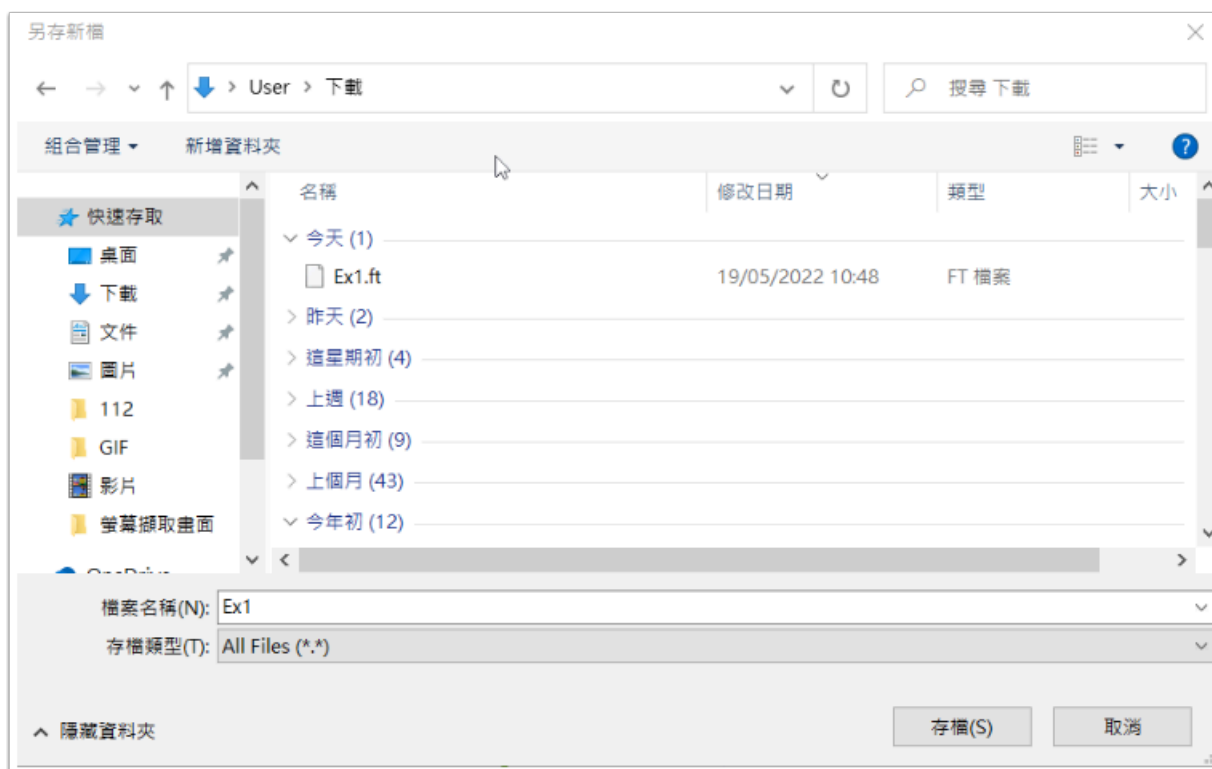 另存新檔
User > 下載
搜尋 下載
組合管理
新增資料夾
?
名稱
修改日期
類型
大小
快速存取
桌面
下載
文件
圖片
112
GIF
影片
螢幕擷取畫面
OneDrive
今天 (1)
Ex1.ft
19/05/2022 10:48
FT 檔案
昨天 (2)
這星期初 (4)
上週 (18)
這個月初 (9)
上個月 (43)
今年初 (12)
檔案名稱(N): Ex1
存檔類型(T): All Files (*.*)
隱藏資料夾
存檔(S)
取消